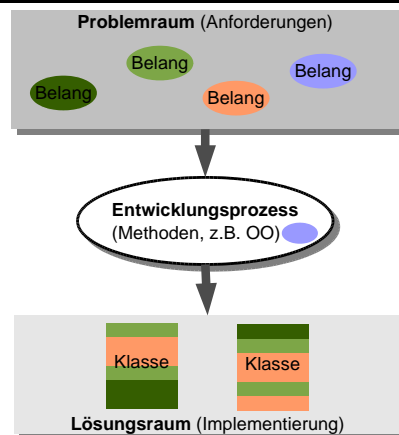 Problemraum (Anforderungen)
Belang
Belang
Belang
Belang
Entwicklungsprozess
(Methoden, z.B. OO)
Klasse
Klasse
Lösungsraum (Implementierung)